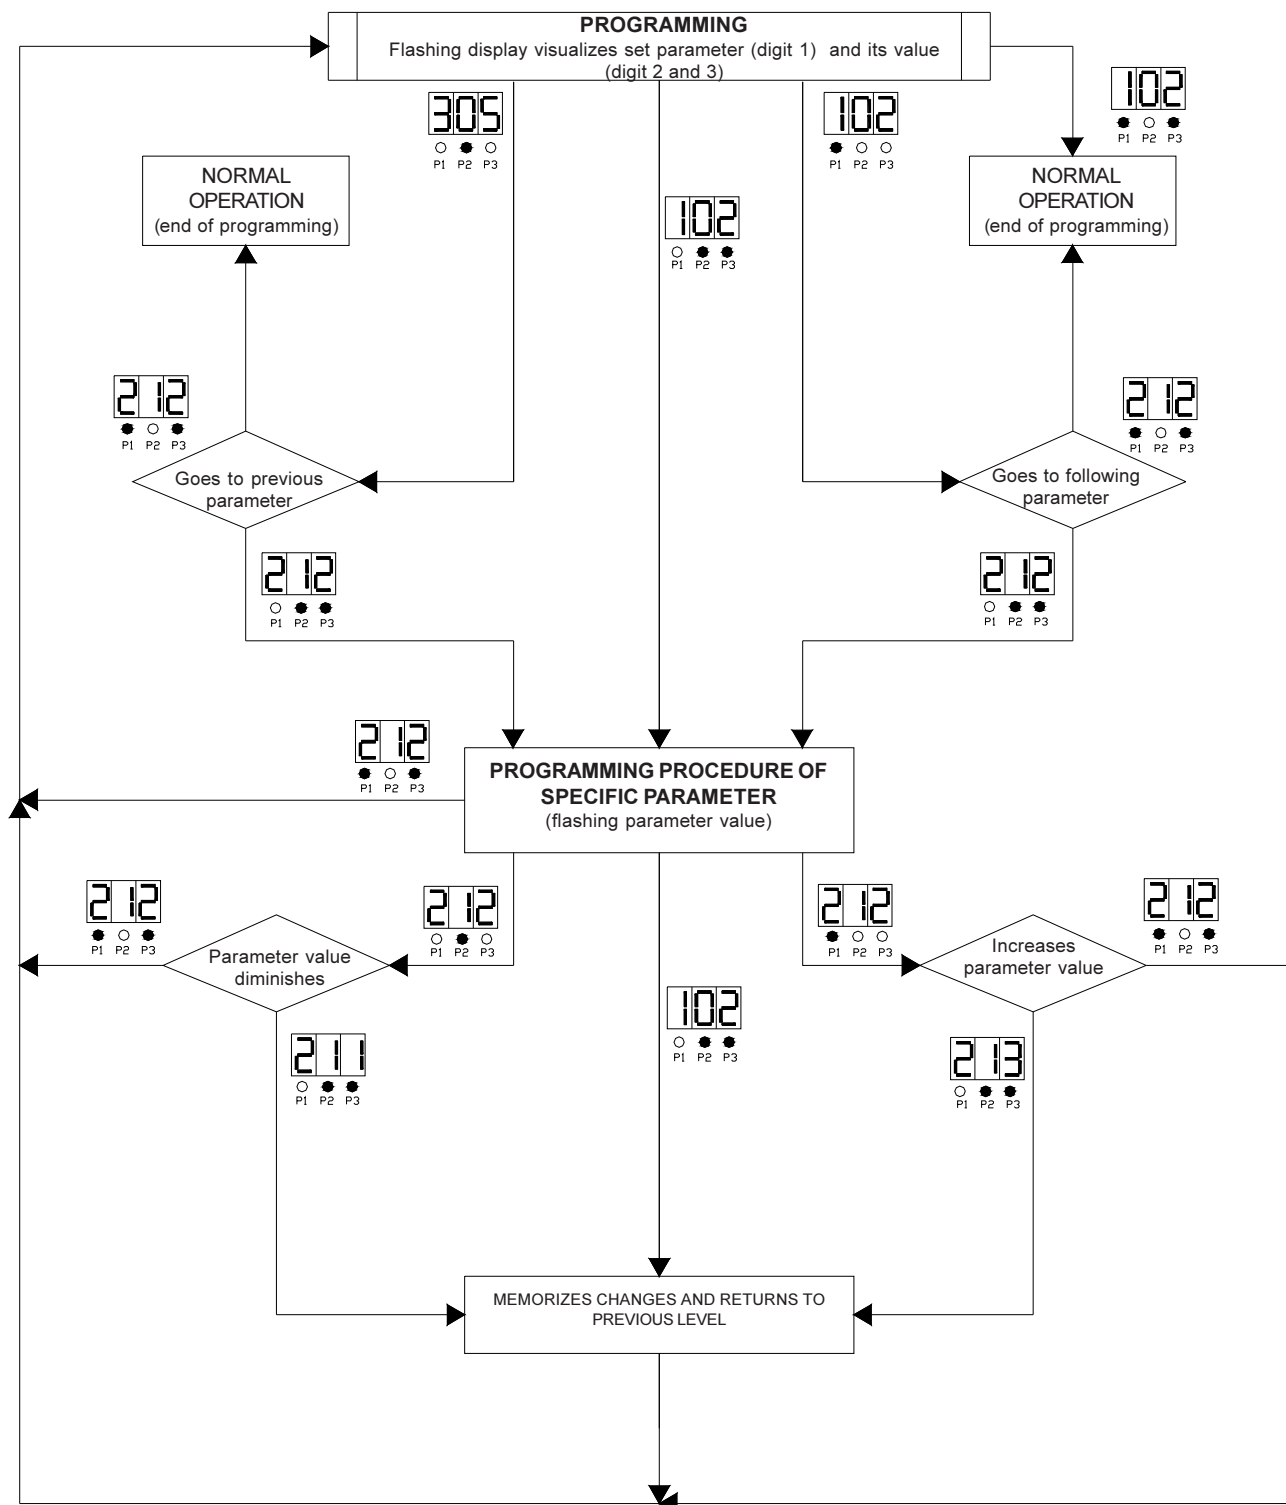 PROGRAMMING
Flashing display visualizes set parameter (digit 1) and its value
(digit 2 and 3)
305
P1 P2 P3
102
P1 P2 P3
102
P1 P2 P3
NORMAL
OPERATION
(end of programming)
102
P1 P2 P3
NORMAL
OPERATION
(end of programming)
212
P1 P2 P3
212
P1 P2 P3
Goes to previous
parameter
Goes to following
parameter
212
P1 P2 P3
212
P1 P2 P3
212
P1 P2 P3
PROGRAMMING PROCEDURE OF
SPECIFIC PARAMETER
(flashing parameter value)
212
P1 P2 P3
212
P1 P2 P3
212
P1 P2 P3
212
P1 P2 P3
Parameter value
diminishes
Increases
parameter value
102
P1 P2 P3
211
P1 P2 P3
213
P1 P2 P3
MEMORIZES CHANGES AND RETURNS TO
PREVIOUS LEVEL